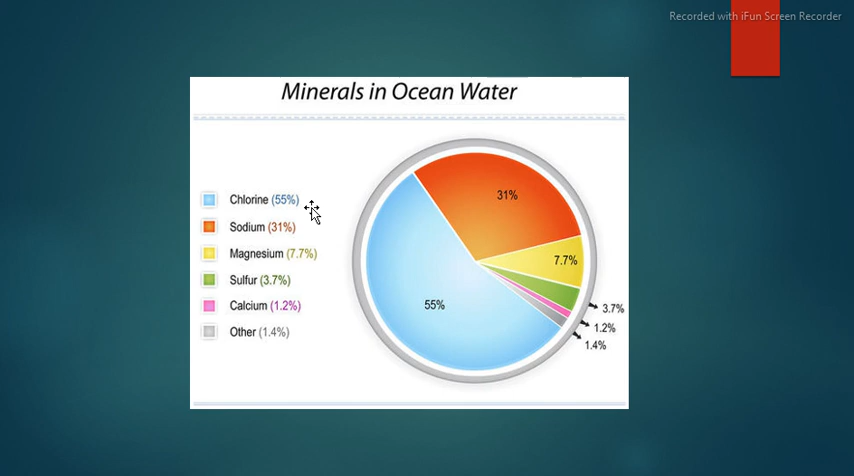 Recorded with iFun Screen Recorder
Minerals in Ocean Water
Chlorine (55%)
Sodium (31%)
Magnesium (7.7%)
Sulfur (3.7%)
Calcium (1.2%)
Other (1.4%)
31%
7.7%
55%
3.7%
1.2%
1.4%